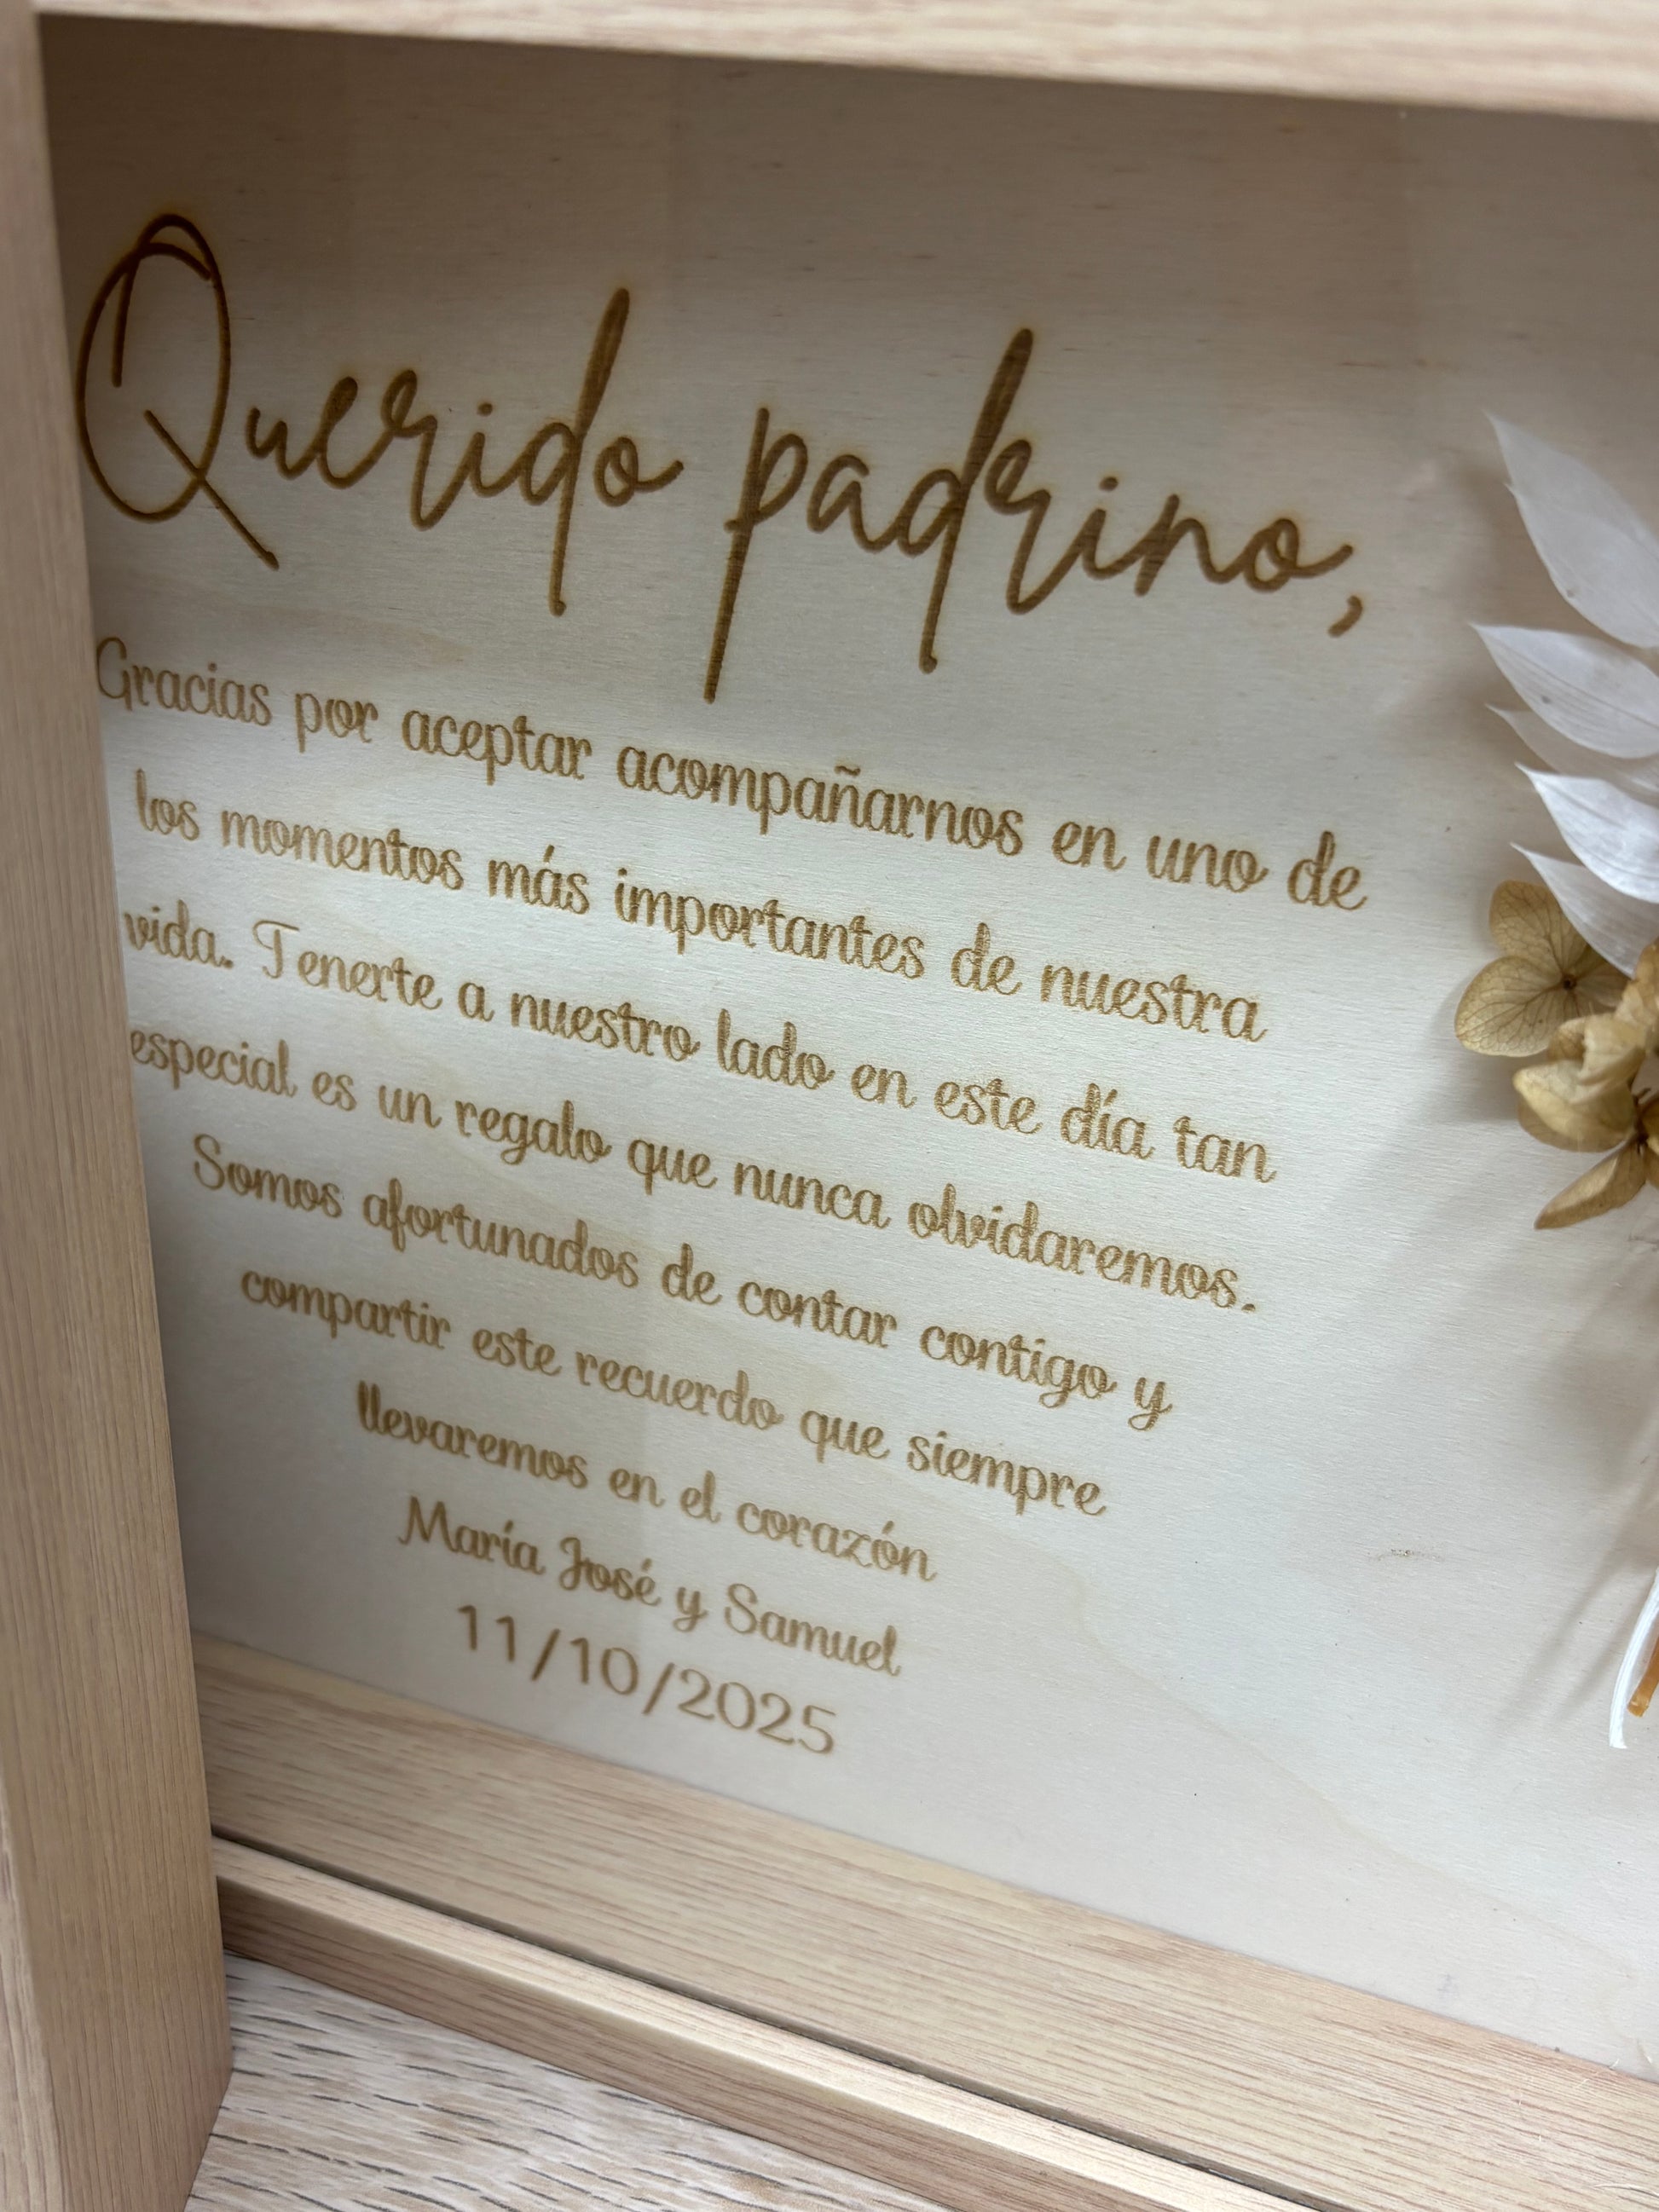 Querido padrino,
Gracias por aceptar acompañarnos en uno de
los momentos más importantes de nuestra
vida. Tenerte a nuestro lado en este día tan
especial es un regalo que nunca olvidaremos.
Somos afortunados de contar contigo y
compartir este recuerdo que siempre
llevaremos en el corazón
María José y Samuel
11/10/2025